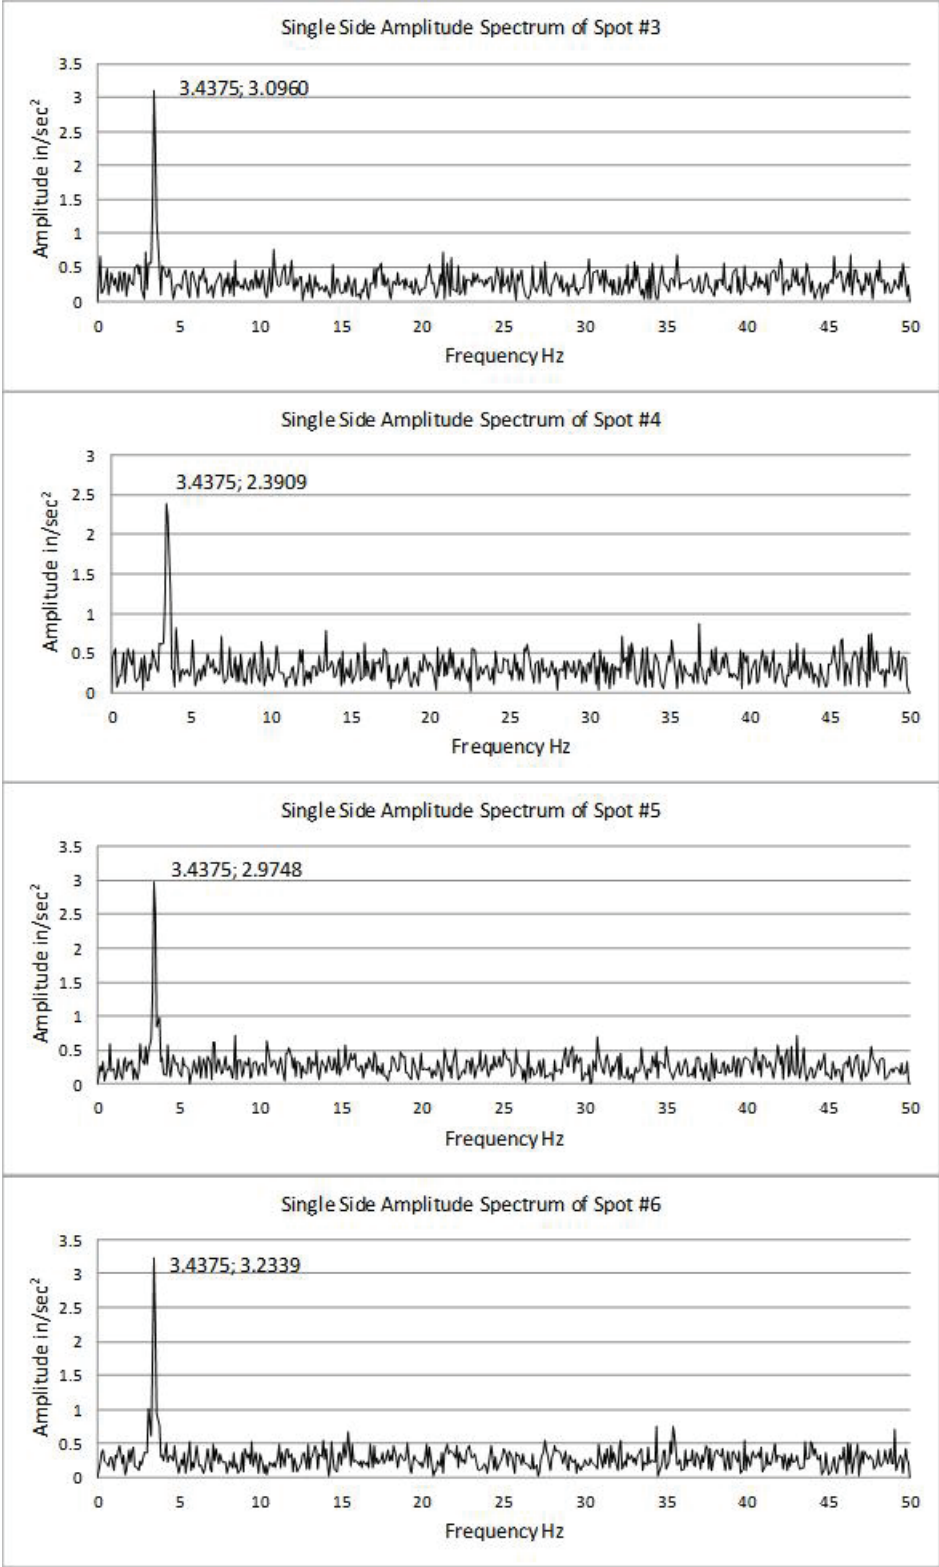 Single Side Amplitude Spectrum of Spot #3
3.5
3.4375; 3.0960
3
2.5
2
1.5
1
0.5
0
Amplitude in/sec²
0 5 10 15 20 25 30 35 40 45 50
Frequency Hz
Single Side Amplitude Spectrum of Spot #4
3
3.4375; 2.3909
2.5
2
1.5
1
0.5
0
Amplitude in/sec²
0 5 10 15 20 25 30 35 40 45 50
Frequency Hz
Single Side Amplitude Spectrum of Spot #5
3.5
3.4375; 2.9748
3
2.5
2
1.5
1
0.5
0
Amplitude in/sec²
0 5 10 15 20 25 30 35 40 45 50
Frequency Hz
Single Side Amplitude Spectrum of Spot #6
3.5
3.4375; 3.2339
3
2.5
2
1.5
1
0.5
0
Amplitude in/sec²
0 5 10 15 20 25 30 35 40 45 50
Frequency Hz